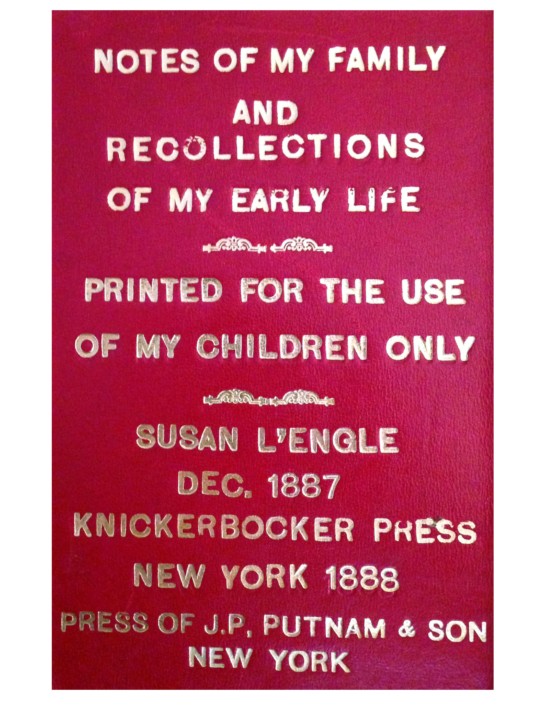 NOTES OF MY FAMILY
AND
RECOLLECTIONS
OF MY EARLY LIFE
PRINTED FOR THE USE
OF MY CHILDREN ONLY
SUSAN L'ENGLE
DEC. 1887
KNICKERBOCKER PRESS
NEW YORK 1888
PRESS OF J.P. PUTNAM & SON
NEW YORK